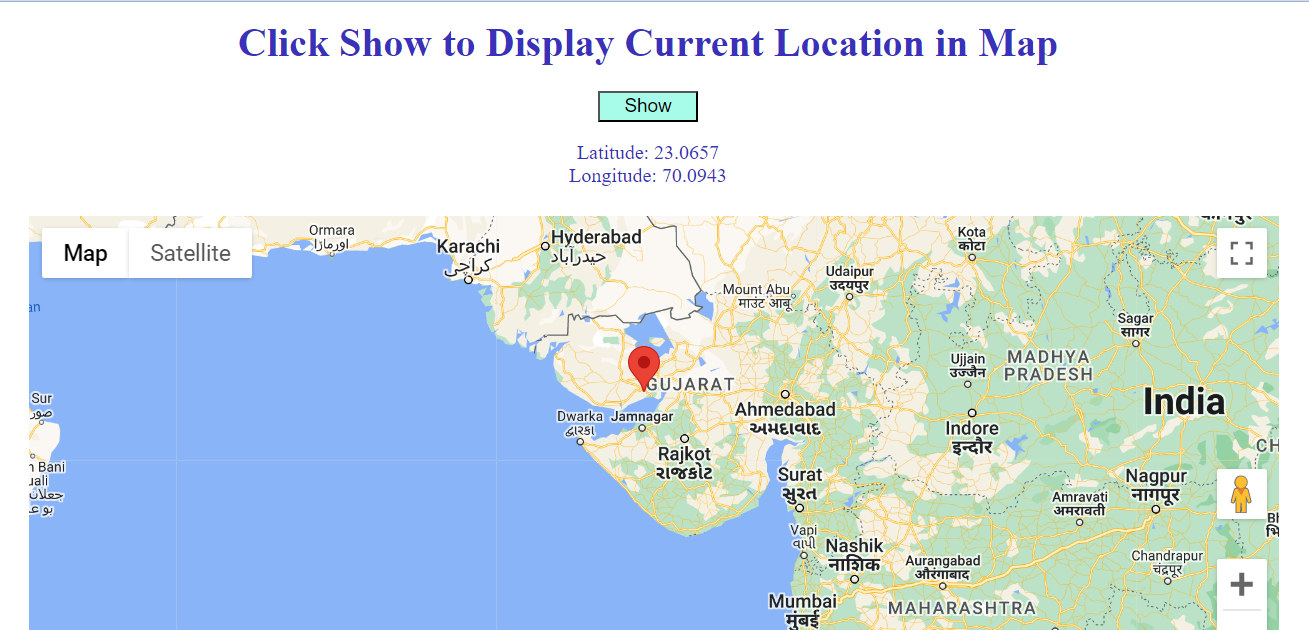 Click Show to Display Current Location in Map
Show
Latitude: 23.0657
Longitude: 70.0943
Map
Satellite
Ormara
اورماڑا
Karachi
کراچی
Hyderabad
حیدرآباد
Mount Abu
माउंट आबू
Udaipur
उदयपुर
Kota
कोटा
Sagar
सागर
Ujjain
उज्जैन
MADHYA
PRADESH
GUJARAT
India
Sur
صور
Dwarka
દ્વારકા
Jamnagar
Ahmedabad
અમદાવાદ
Indore
इन्दौर
Rajkot
રાજકોટ
Surat
સુરત
Nagpur
नागपूर
Amravati
अमरावती
Vapi
વાપી
Nashik
नाशिक
Aurangabad
औरंगाबाद
Chandrapur
चंद्रपूर
Mumbai
मुंबई
MAHARASHTRA